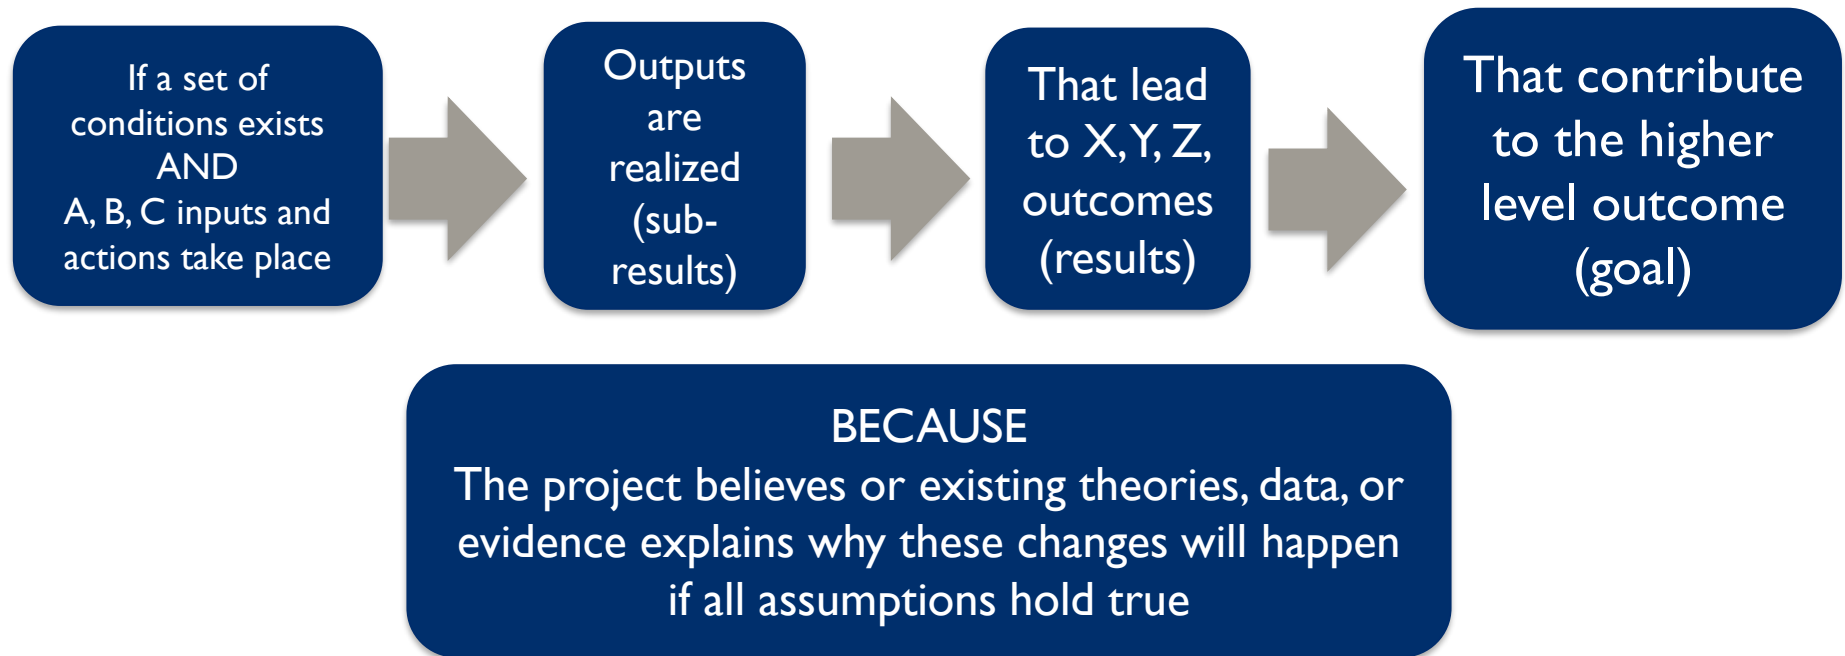 If a set of
conditions exists
AND
A, B, C inputs and
actions take place
Outputs
are
realized
(sub-
results)
That lead
to X, Y, Z,
outcomes
(results)
That contribute
to the higher
level outcome
(goal)
BECAUSE
The project believes or existing theories, data, or
evidence explains why these changes will happen
if all assumptions hold true